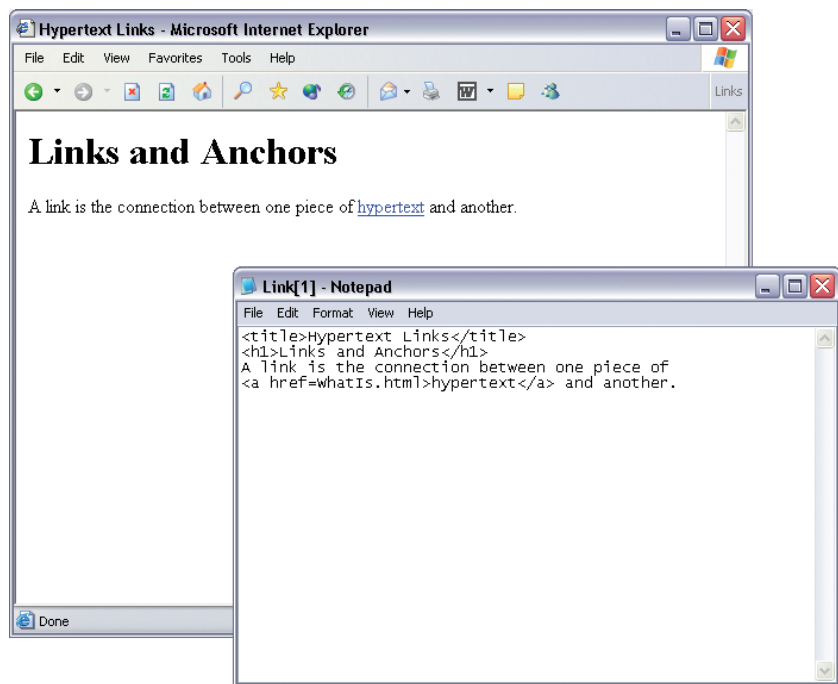 Hypertext Links - Microsoft Internet Explorer
File Edit View Favorites Tools Help
Links
Links and Anchors
A link is the connection between one piece of hypertext and another.
Done
Link[1] - Notepad
File Edit Format View Help
<title>Hypertext Links</title>
<h1>Links and Anchors</h1>
A link is the connection between one piece of
<a href=WhatIs.html>hypertext</a> and another.